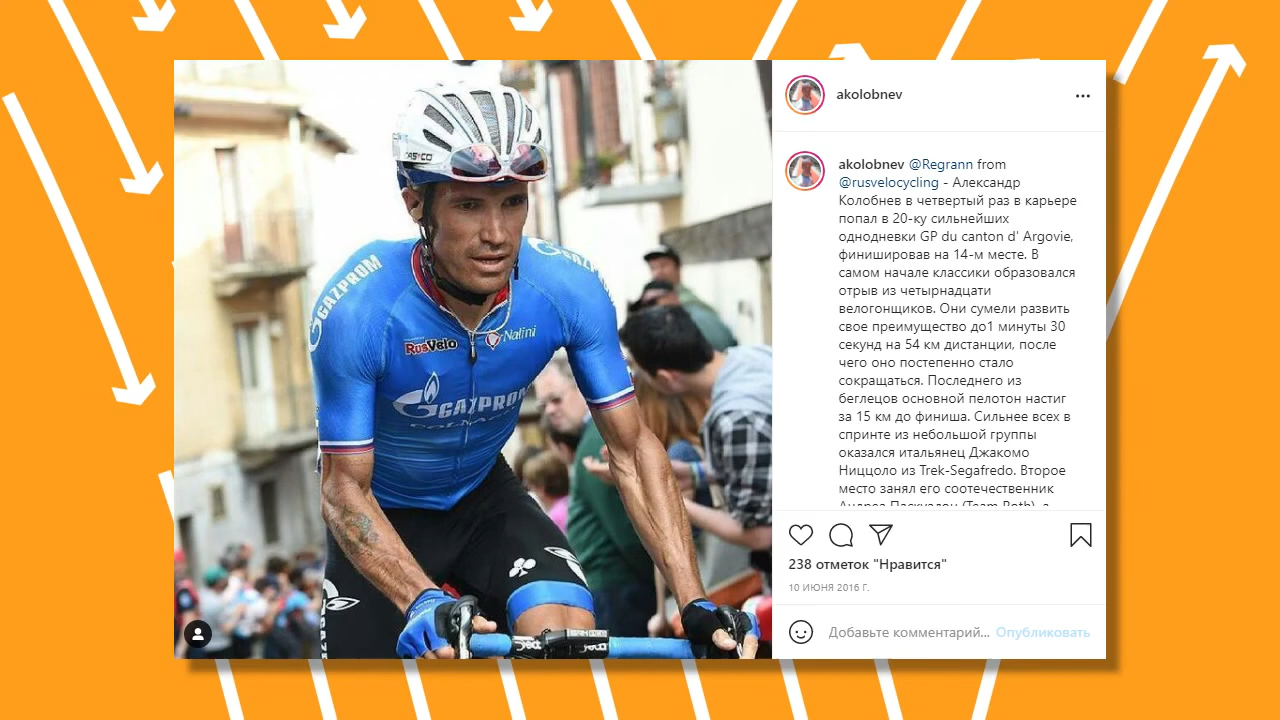 akolobnev
akolobnev @Regrann from
@rusvelocycling - Александр
Колобнев в четвертый раз в карьере
попал в 20-ку сильнейших
однодневки GP du canton d' Argovie,
финишировав на 14-м месте. В
самом начале классики образовался
отрыв из четырнадцати
велогонщиков. Они сумели развить
свое преимущество до1 минуты 30
секунд на 54 км дистанции, после
чего оно постепенно стало
сокращаться. Последнего из
беглецов основной пелотон настиг
за 15 км до финиша. Сильнее всех в
спринте из небольшой группы
оказался итальянец Джакомо
Ниццоло из Trek-Segafredo. Второе
место занял его соотечественник
238 отметок "Нравится"
10 ИЮНЯ 2016 Г.
Добавьте комментарий... Опубликовать
GAZPROM
GAZPROM
RusVelo
Nalini
GAZPROM
COLNAGO